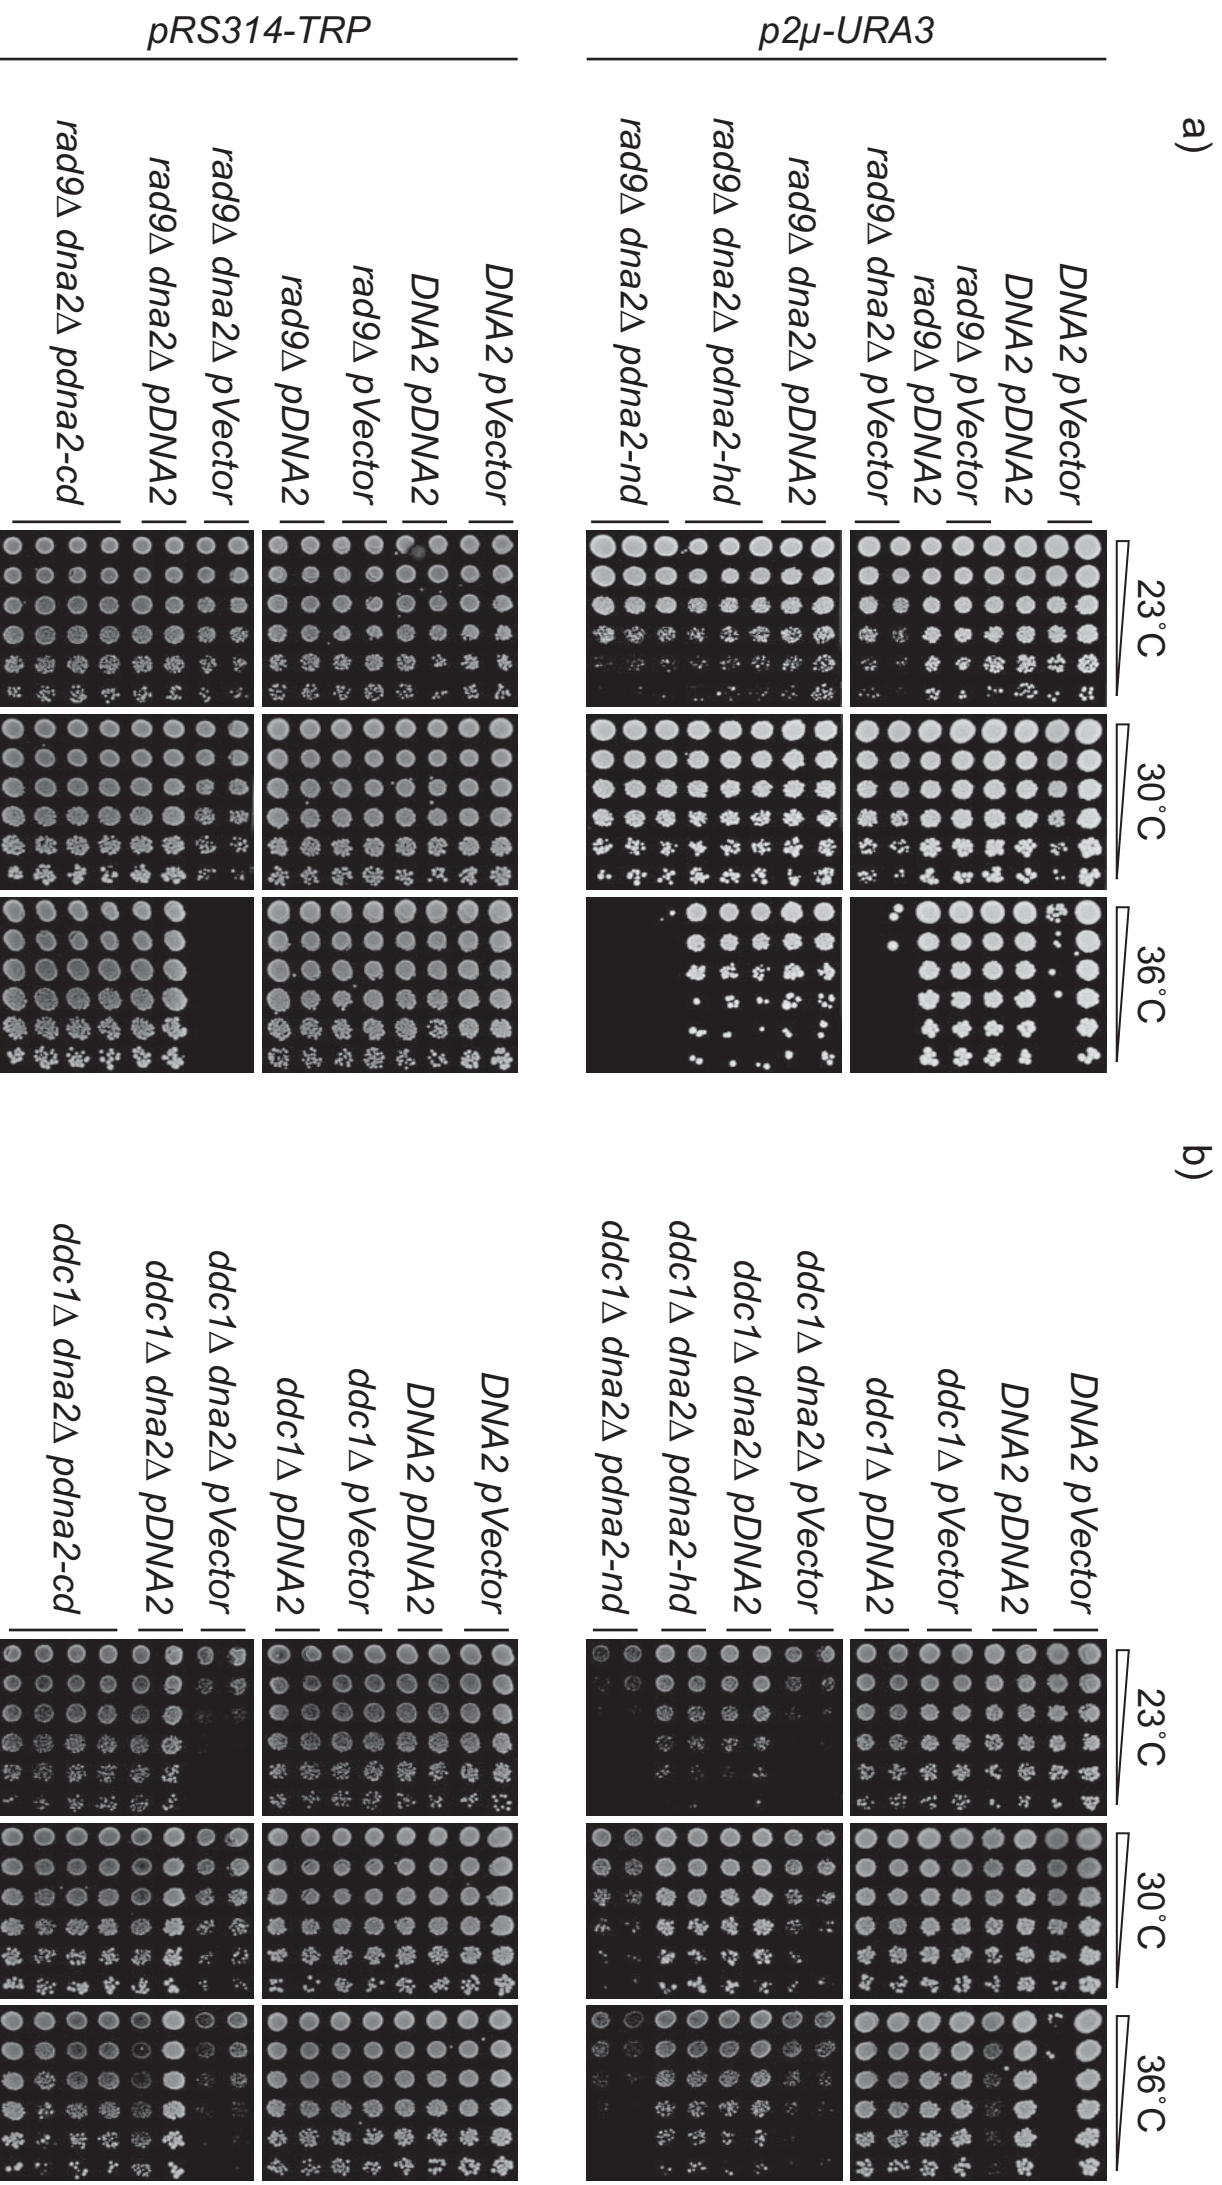 a)
23°C
30°C
36°C
p2μ-URA3
DNA2 pVector
DNA2 pDNA2
rad9Δ pVector
rad9Δ pDNA2
rad9Δ dna2Δ pVector
rad9Δ dna2Δ pDNA2
rad9Δ dna2Δ pdna2-hd
rad9Δ dna2Δ pdna2-nd
pRS314-TRP
DNA2 pVector
DNA2 pDNA2
rad9Δ pVector
rad9Δ pDNA2
rad9Δ dna2Δ pVector
rad9Δ dna2Δ pDNA2
rad9Δ dna2Δ pdna2-cd
b)
23°C
30°C
36°C
DNA2 pVector
DNA2 pDNA2
ddc1Δ pVector
ddc1Δ pDNA2
ddc1Δ dna2Δ pVector
ddc1Δ dna2Δ pDNA2
ddc1Δ dna2Δ pdna2-hd
ddc1Δ dna2Δ pdna2-nd
DNA2 pVector
DNA2 pDNA2
ddc1Δ pVector
ddc1Δ pDNA2
ddc1Δ dna2Δ pVector
ddc1Δ dna2Δ pDNA2
ddc1Δ dna2Δ pdna2-cd